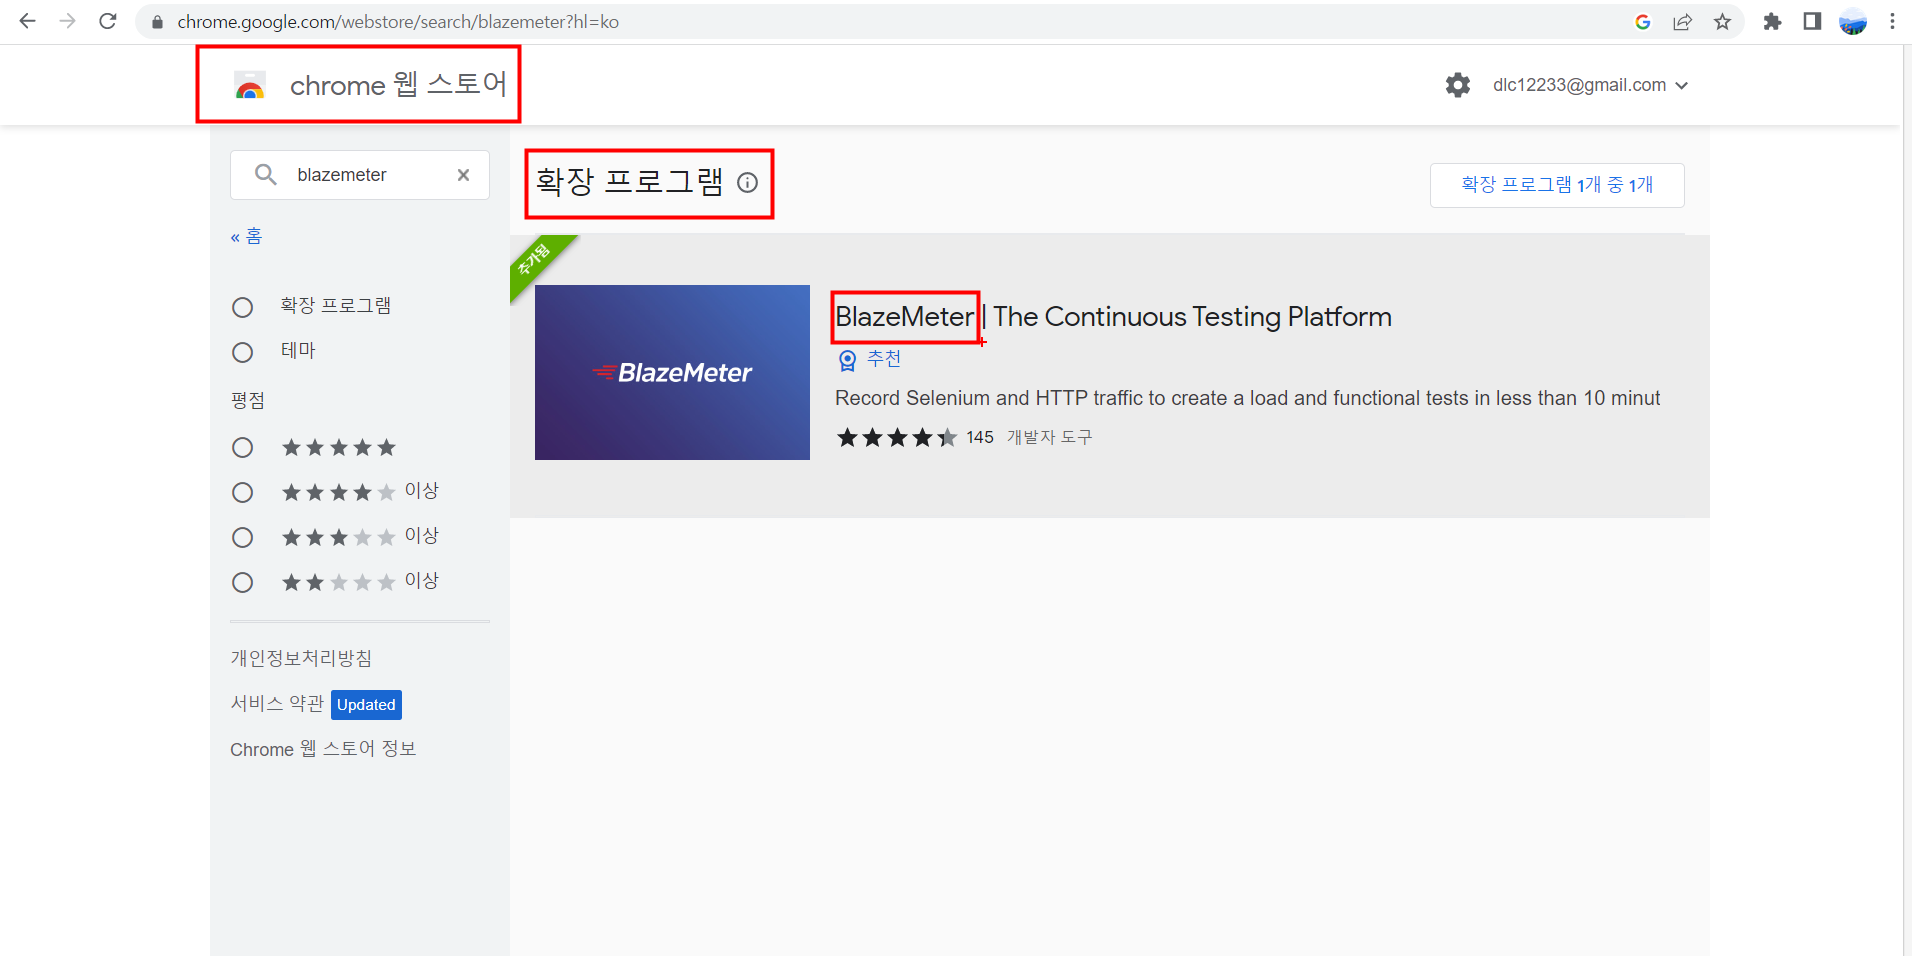 chrome.google.com/webstore/search/blazemeter?hl=ko
chrome 웹 스토어
dlc12233@gmail.com
blazemeter
« 홈
확장 프로그램
테마
평점
이상
이상
이상
개인정보처리방침
서비스 약관 Updated
Chrome 웹 스토어 정보
확장 프로그램
확장 프로그램 1개 중 1개
추가됨
BlazeMeter
BlazeMeter | The Continuous Testing Platform
추천
Record Selenium and HTTP traffic to create a load and functional tests in less than 10 minut
145 개발자 도구